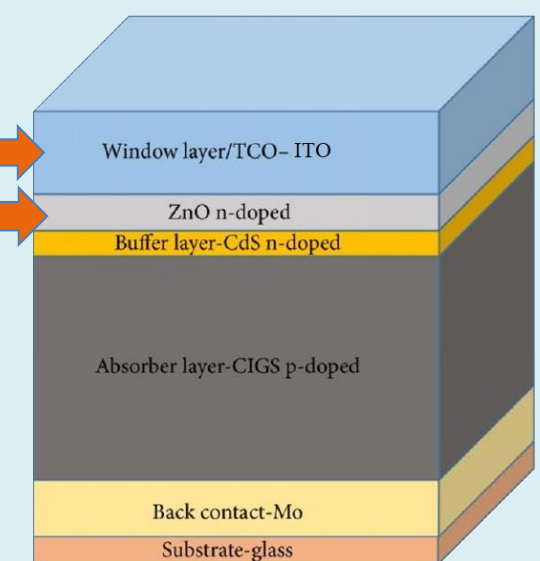 Window layer/TCO– ITO
ZnO n-doped
Buffer layer-CdS n-doped
Absorber layer-CIGS p-doped
Back contact-Mo
Substrate-glass